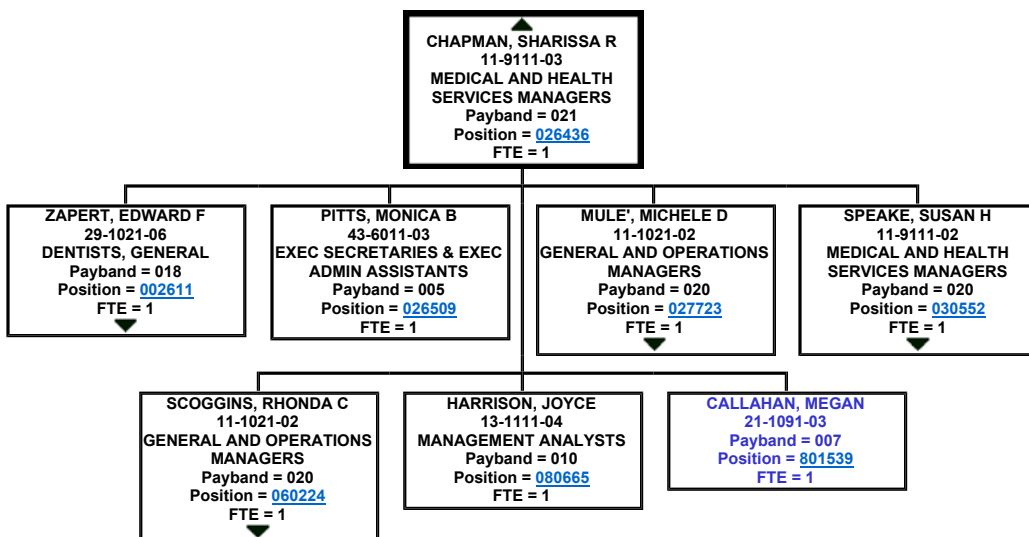 CHAPMAN, SHARISSA R
11-9111-03
MEDICAL AND HEALTH
SERVICES MANAGERS
Payband = 021
Position = 026436
FTE = 1
ZAPERT, EDWARD F
29-1021-06
DENTISTS, GENERAL
Payband = 018
Position = 002611
FTE = 1
PITTS, MONICA B
43-6011-03
EXEC SECRETARIES & EXEC
ADMIN ASSISTANTS
Payband = 005
Position = 026509
FTE = 1
MULE', MICHELE D
11-1021-02
GENERAL AND OPERATIONS
MANAGERS
Payband = 020
Position = 027723
FTE = 1
SPEAKE, SUSAN H
11-9111-02
MEDICAL AND HEALTH
SERVICES MANAGERS
Payband = 020
Position = 030552
FTE = 1
SCOGGINS, RHONDA C
11-1021-02
GENERAL AND OPERATIONS
MANAGERS
Payband = 020
Position = 060224
FTE = 1
HARRISON, JOYCE
13-1111-04
MANAGEMENT ANALYSTS
Payband = 010
Position = 080665
FTE = 1
CALLAHAN, MEGAN
21-1091-03
Payband = 007
Position = 801539
FTE = 1